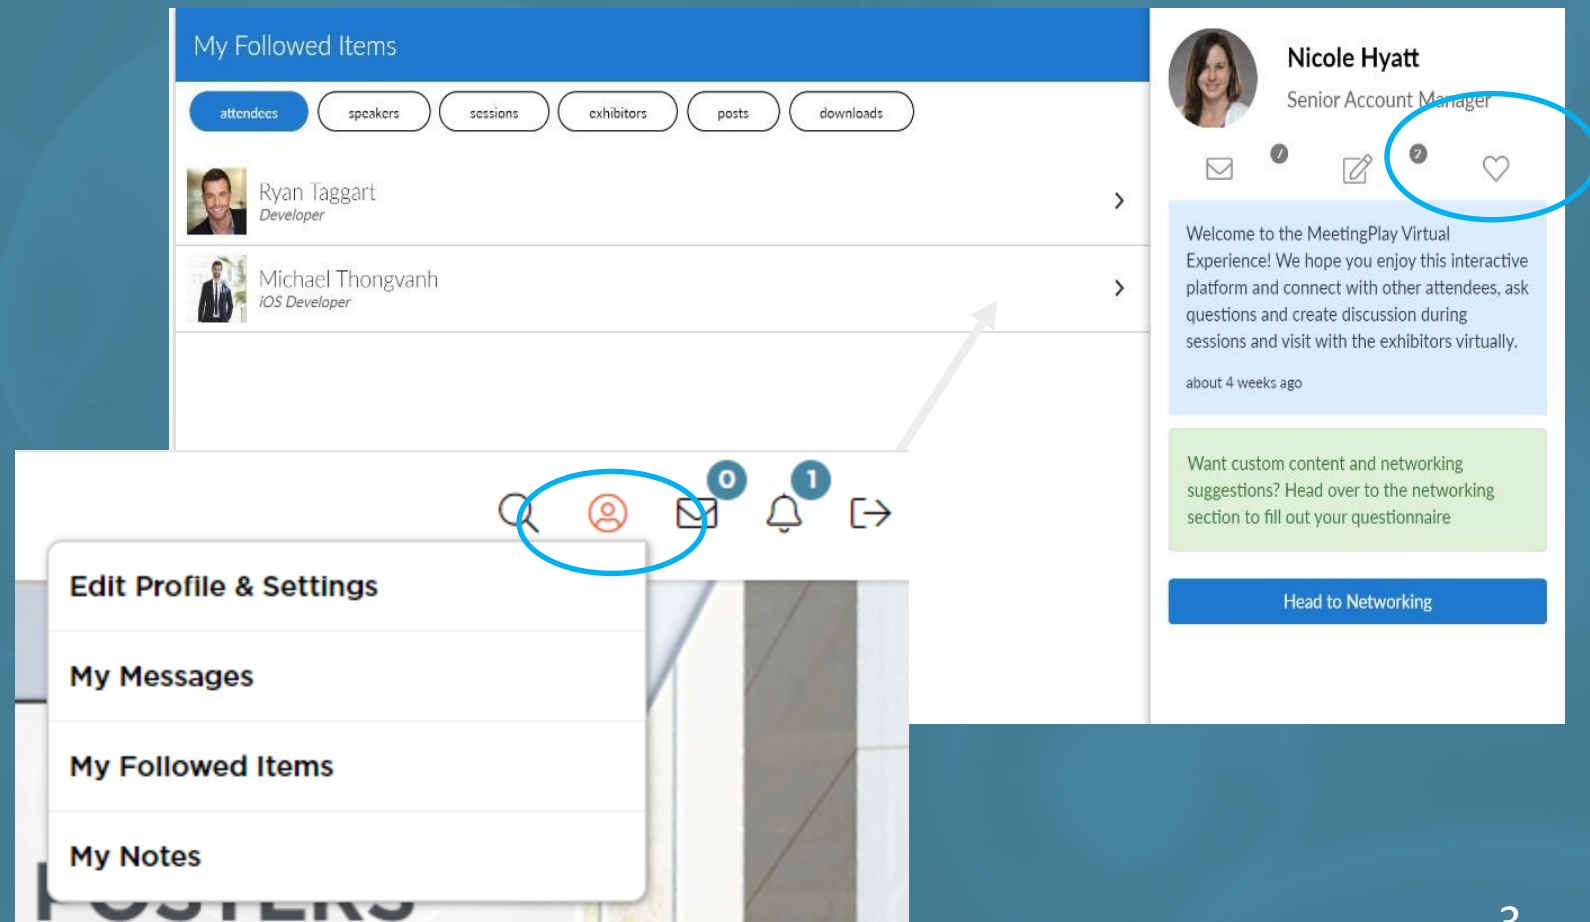 My Followed Items
attendees
speakers
sessions
exhibitors
posts
downloads
Ryan Taggart
Developer
Michael Thongvanh
iOS Developer
Nicole Hyatt
Senior Account Manager
7
2
Welcome to the MeetingPlay Virtual
Experience! We hope you enjoy this interactive
platform and connect with other attendees, ask
questions and create discussion during
sessions and visit with the exhibitors virtually.
about 4 weeks ago
Want custom content and networking
suggestions? Head over to the networking
section to fill out your questionnaire
Head to Networking
0
1
Edit Profile & Settings
My Messages
My Followed Items
My Notes
POSTERS
3